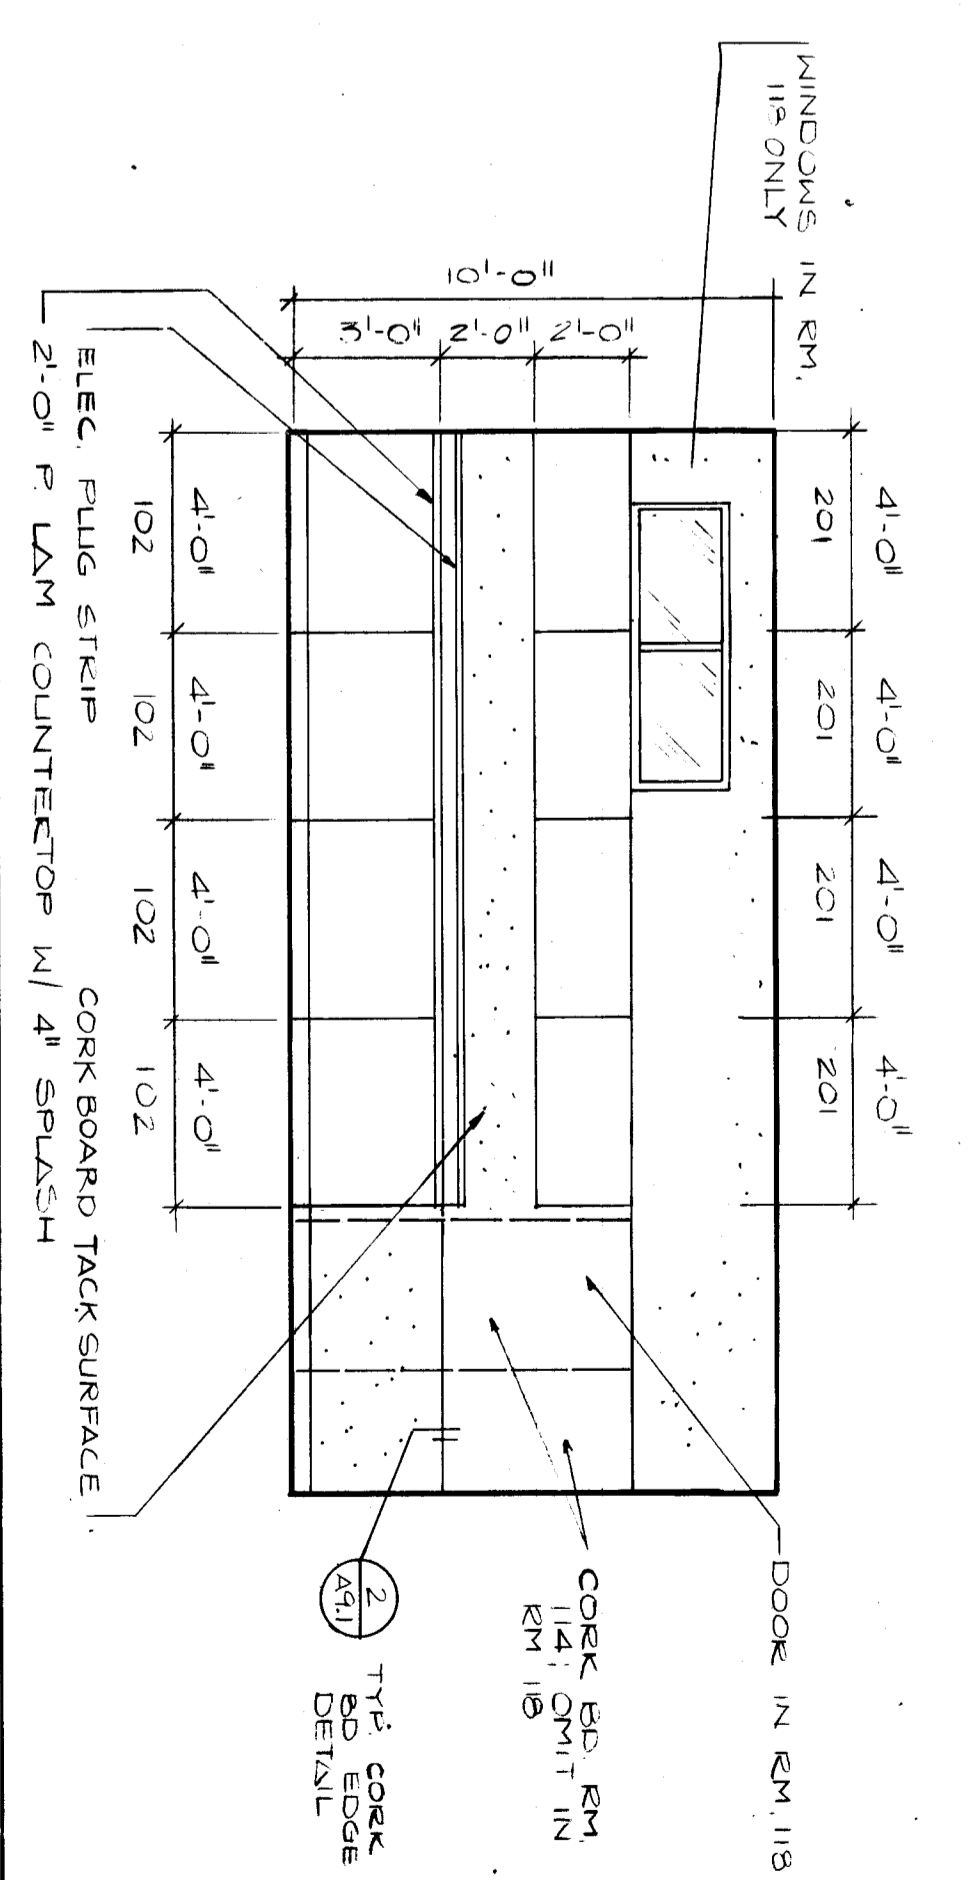 WINDOWS IN RM.
118 ONLY
4'-0" 4'-0" 4'-0" 4'-0"
201 201 201 201
10'-0"
3'-0" 2'-0" 2'-0"
4'-0" 4'-0" 4'-0" 4'-0"
102 102 102 102
ELEC. PLUG STRIP
2'-0" P. LAM COUNTERTOP W/ 4" SPLASH
CORK BOARD TACK SURFACE
DOOR IN RM. 118
CORK BD. RM.
114; OMIT IN
RM 118
2
A9.1
TYP. CORK
BD EDGE
DETAIL